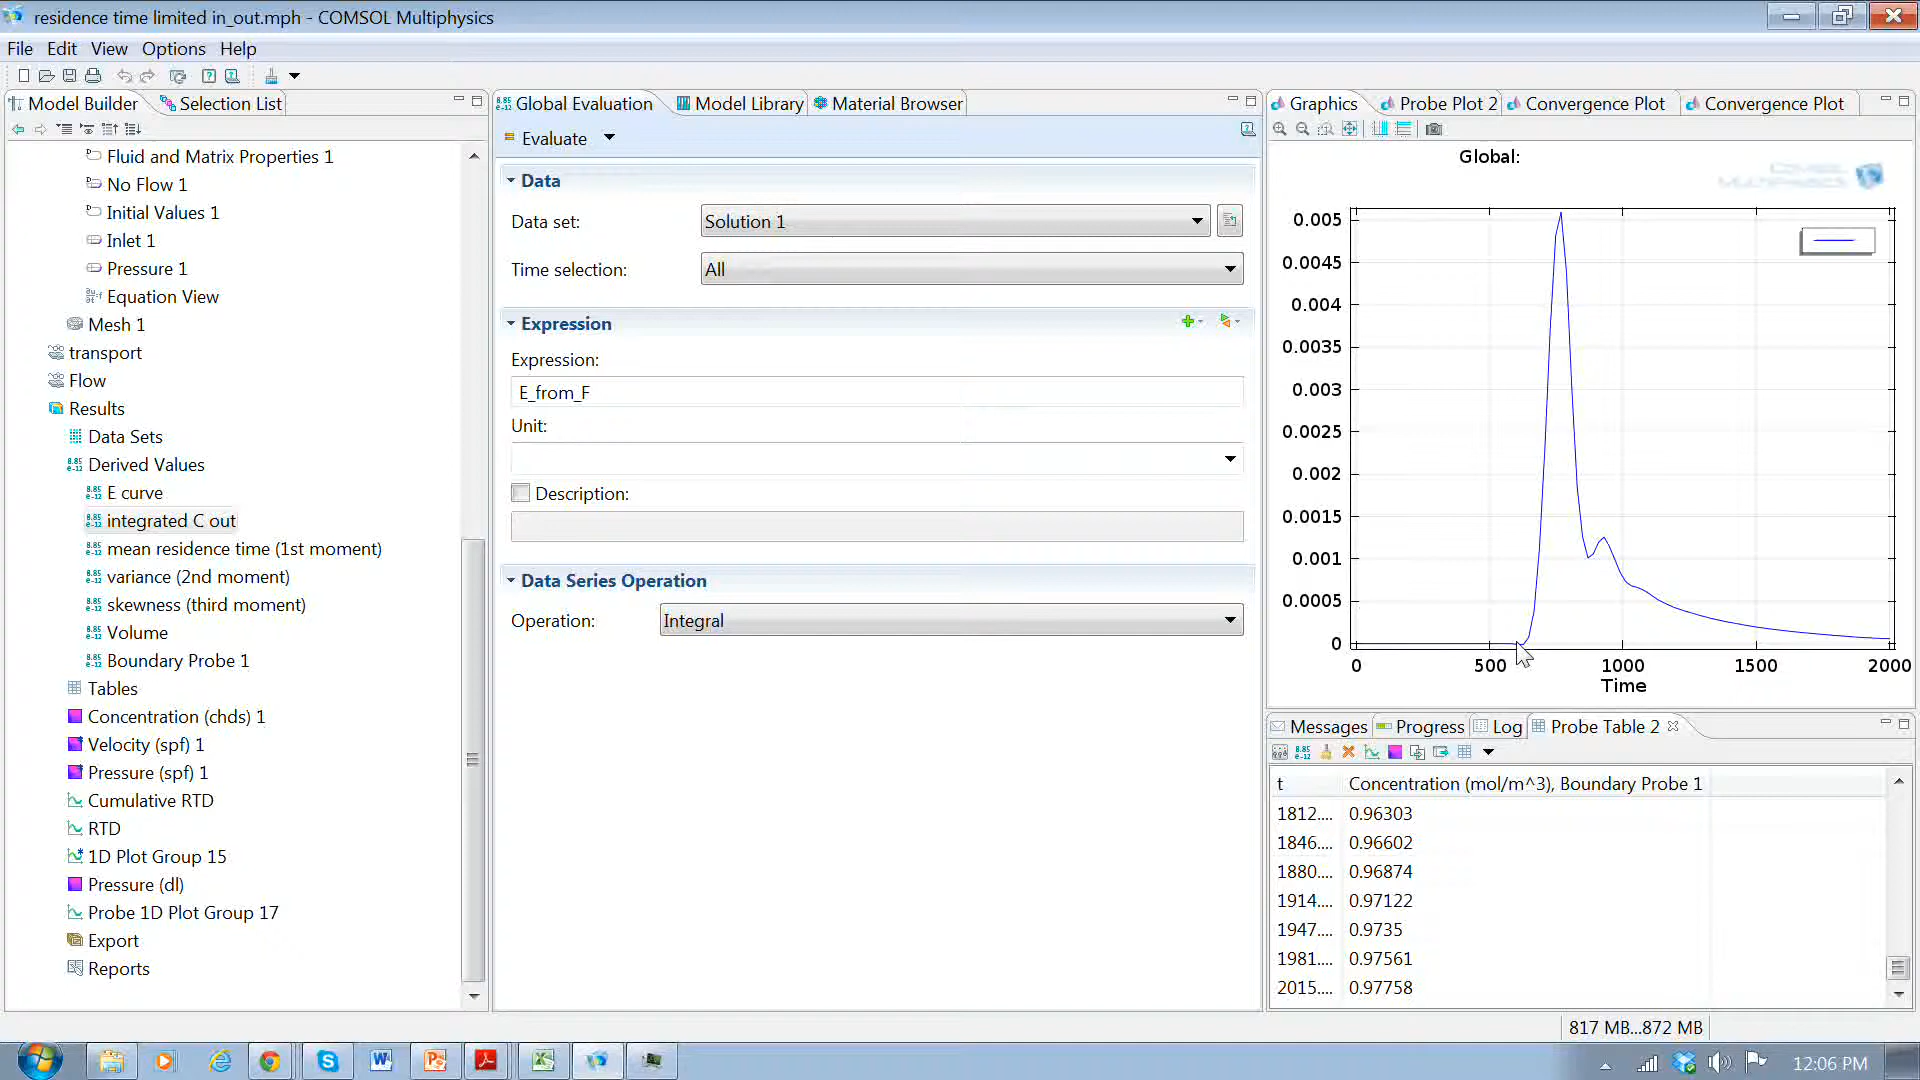 residence time limited in_out.mph - COMSOL Multiphysics
File Edit View Options Help
Model Builder Selection List
Fluid and Matrix Properties 1
No Flow 1
Initial Values 1
Inlet 1
Pressure 1
Equation View
Mesh 1
transport
Flow
Results
Data Sets
Derived Values
E curve
integrated C out
mean residence time (1st moment)
variance (2nd moment)
skewness (third moment)
Volume
Boundary Probe 1
Tables
Concentration (chds) 1
Velocity (spf) 1
Pressure (spf) 1
Cumulative RTD
RTD
1D Plot Group 15
Pressure (dl)
Probe 1D Plot Group 17
Export
Reports
Global Evaluation Model Library Material Browser
Evaluate
Data
Data set: Solution 1
Time selection: All
Expression
Expression:
E_from_F
Unit:
Description:
Data Series Operation
Operation: Integral
Graphics Probe Plot 2 Convergence Plot Convergence Plot
Global:
COMSOL
MULTIPHYSICS
0.005
0.0045
0.004
0.0035
0.003
0.0025
0.002
0.0015
0.001
0.0005
0
0 500 1000 1500 2000
Time
Messages Progress Log Probe Table 2
t Concentration (mol/m^3), Boundary Probe 1
1812.... 0.96303
1846.... 0.96602
1880.... 0.96874
1914.... 0.97122
1947.... 0.9735
1981.... 0.97561
2015.... 0.97758
817 MB...872 MB
12:06 PM